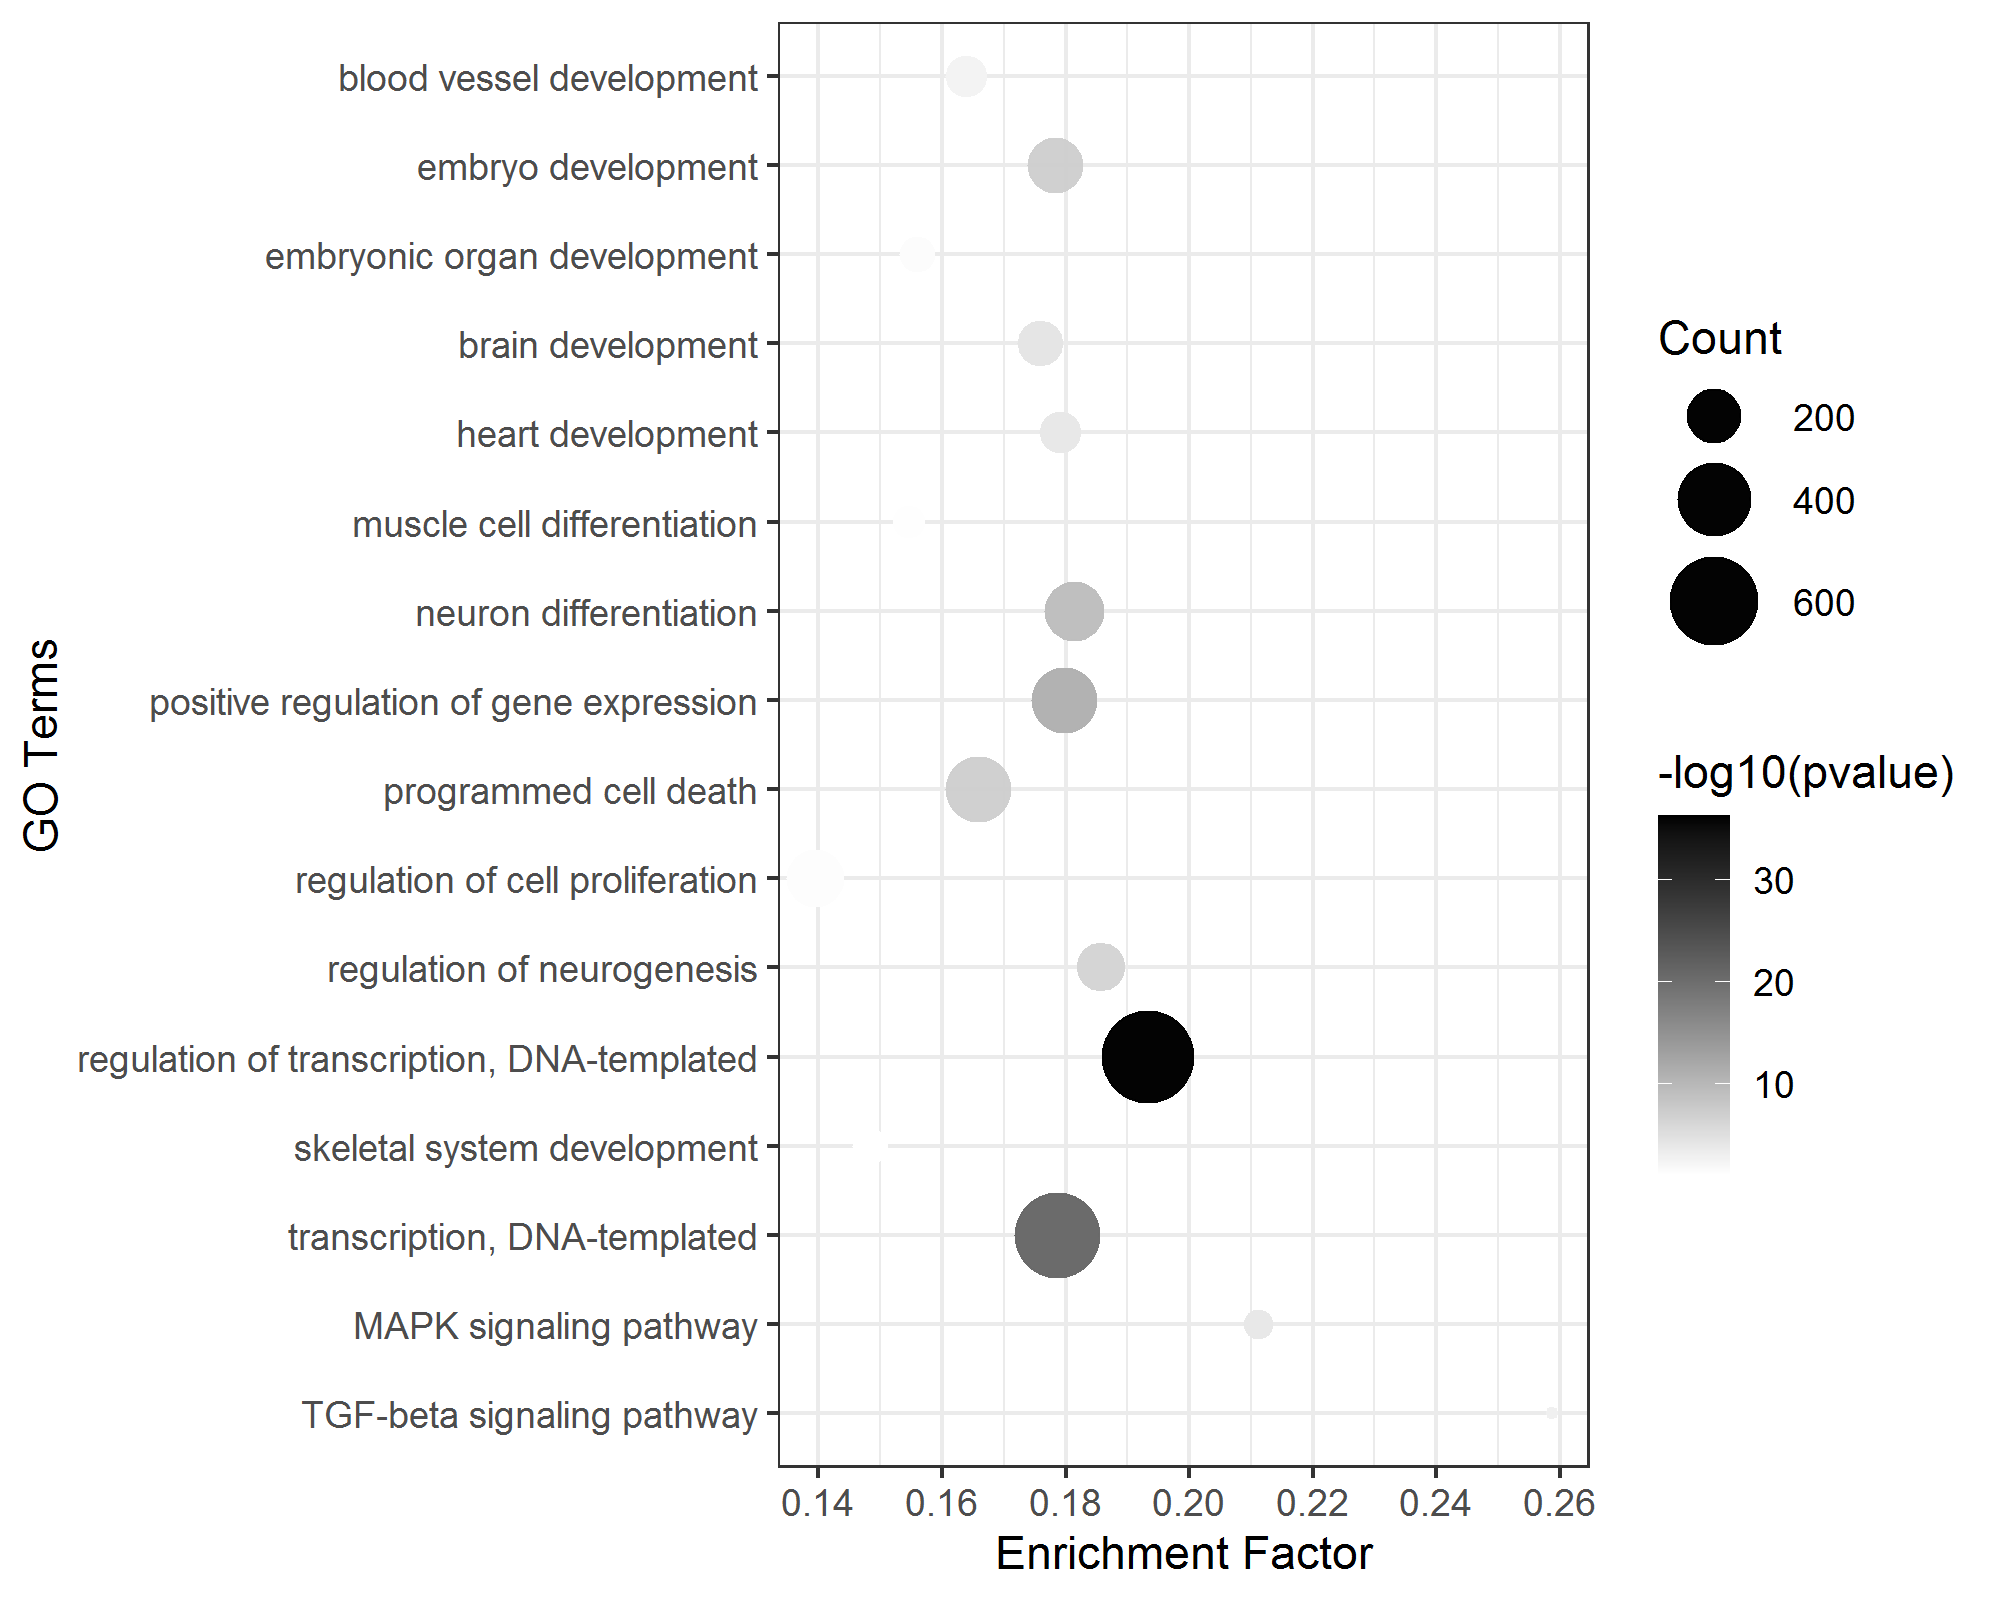 blood vessel development
embryo development
embryonic organ development
brain development
heart development
muscle cell differentiation
neuron differentiation
positive regulation of gene expression
programmed cell death
regulation of cell proliferation
regulation of neurogenesis
regulation of transcription, DNA-templated
skeletal system development
transcription, DNA-templated
MAPK signaling pathway
TGF-beta signaling pathway
GO Terms
0.14 0.16 0.18 0.20 0.22 0.24 0.26
Enrichment Factor
Count
200
400
600
-log10(pvalue)
30
20
10